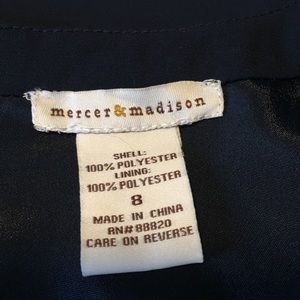 mercer&madison
SHELL:
100% POLYESTER
LINING:
100% POLYESTER
8
MADE IN CHINA
RN#88820
CARE ON REVERSE